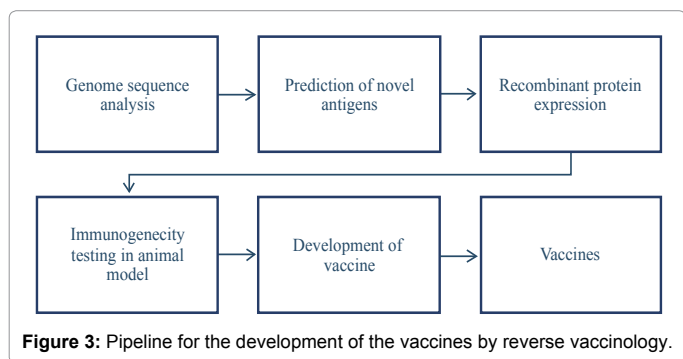 Genome sequence
analysis
Prediction of novel
antigens
Recombinant protein
expression
Immunogenecity
testing in animal
model
Development of
vaccine
Vaccines
Figure 3: Pipeline for the development of the vaccines by reverse vaccinology.